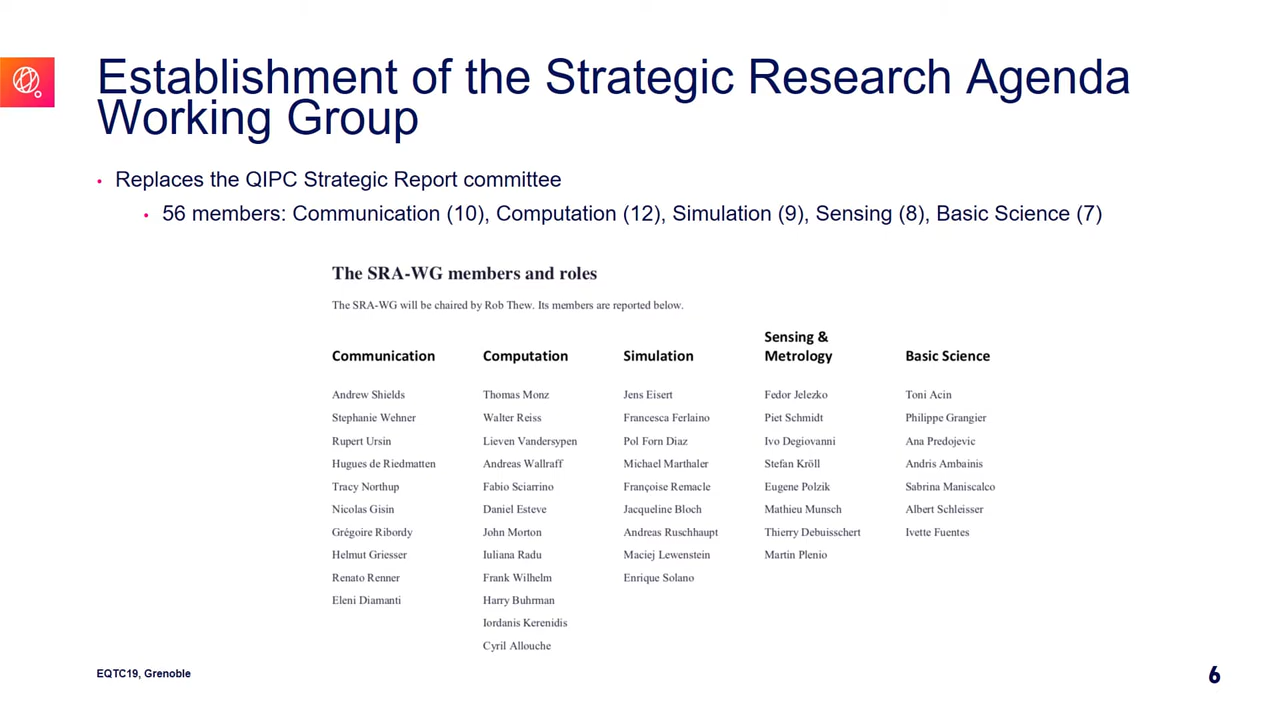 Establishment of the Strategic Research Agenda
Working Group
• Replaces the QIPC Strategic Report committee
• 56 members: Communication (10), Computation (12), Simulation (9), Sensing (8), Basic Science (7)
The SRA-WG members and roles
The SRA-WG will be chaired by Rob Thew. Its members are reported below.
Communication
Andrew Shields
Stephanie Wehner
Rupert Ursin
Hugues de Riedmatten
Tracy Northup
Nicolas Gisin
Grégoire Ribordy
Helmut Griesser
Renato Renner
Eleni Diamanti
Computation
Thomas Monz
Walter Reiss
Lieven Vandersypen
Andreas Wallraff
Fabio Sciarrino
Daniel Esteve
John Morton
Iuliana Radu
Frank Wilhelm
Harry Buhrman
Iordanis Kerenidis
Cyril Allouche
Simulation
Jens Eisert
Francesca Ferlaino
Pol Forn Diaz
Michael Marthaler
Françoise Remacle
Jacqueline Bloch
Andreas Ruschhaupt
Maciej Lewenstein
Enrique Solano
Sensing &
Metrology
Fedor Jelezko
Piet Schmidt
Ivo Degiovanni
Stefan Kröll
Eugene Polzik
Mathieu Munsch
Thierry Debuisschert
Martin Plenio
Basic Science
Toni Acin
Philippe Grangier
Ana Predojevic
Andris Ambainis
Sabrina Maniscalco
Albert Schleisser
Ivette Fuentes
EQTC19, Grenoble
6